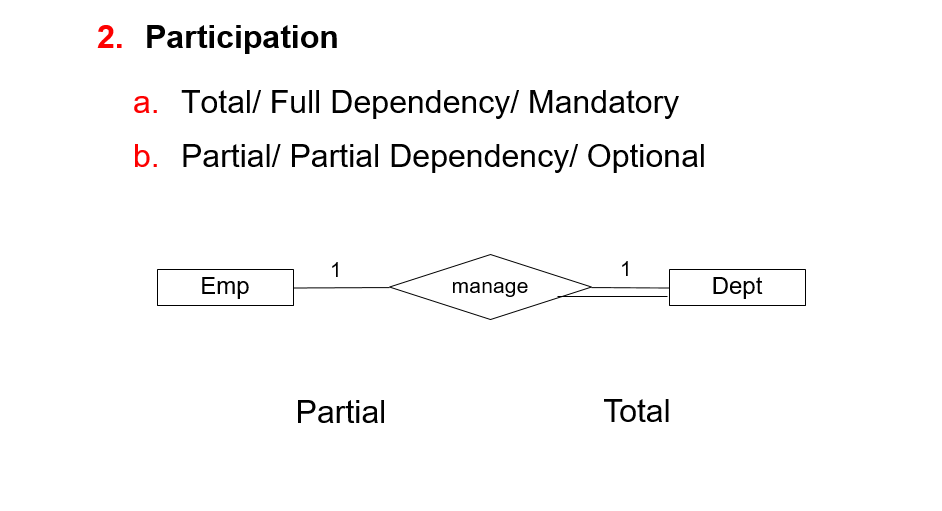 2. Participation
a. Total/ Full Dependency/ Mandatory
b. Partial/ Partial Dependency/ Optional
1 1
Emp manage Dept
Partial Total